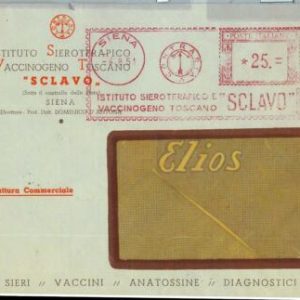 ISTITUTO SIEROTERAPICO
VACCINOGENO TOSCANO
"SCLAVO"
SIENA
SIENA
POSTE ITALIANE
* 25. =
ISTITUTO SIEROTERAPICO E
VACCINOGENO TOSCANO
"SCLAVO"
Elios
Fattura Commerciale
SIERI // VACCINI // ANATOSSINE // DIAGNOSTICI